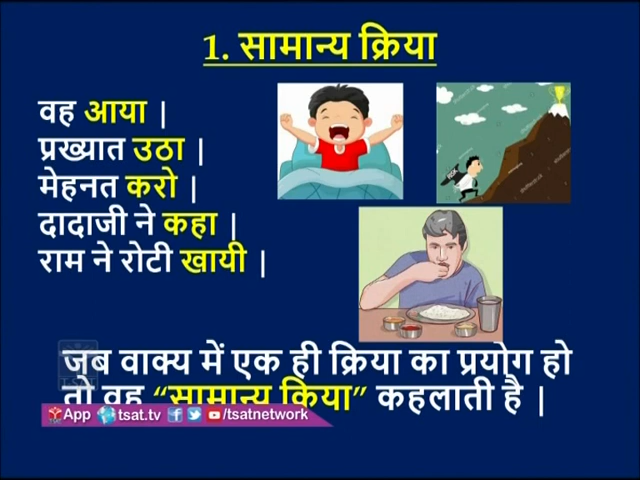 1. सामान्य क्रिया
वह आया |
प्रख्यात उठा |
मेहनत करो |
दादाजी ने कहा |
राम ने रोटी खायी |
जब वाक्य में एक ही क्रिया का प्रयोग हो
तो वह “सामान्य क्रिया” कहलाती है |
App tsat.tv /tsatnetwork